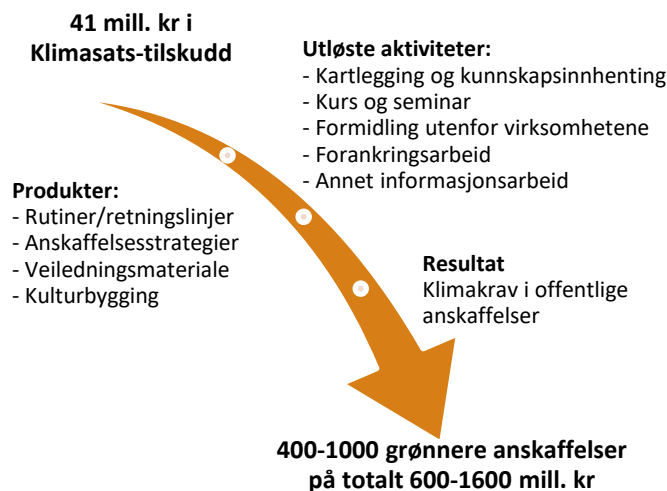 41 mill. kr i
Klimasats-tilskudd
Utløste aktiviteter:
- Kartlegging og kunnskapsinnhenting
- Kurs og seminar
- Formidling utenfor virksomhetene
- Forankringsarbeid
- Annet informasjonsarbeid
Produkter:
- Rutiner/retningslinjer
- Anskaffelsesstrategier
- Veiledningsmateriale
- Kulturbygging
Resultat
Klimakrav i offentlige
anskaffelser
400-1000 grønnere anskaffelser
på totalt 600-1600 mill. kr